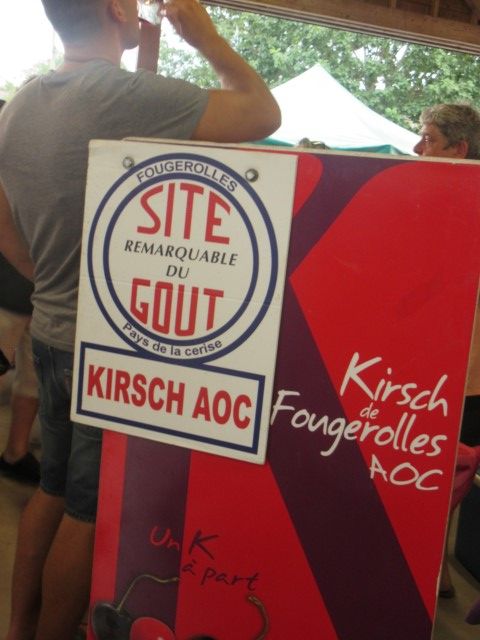 FOUGEROLLES
SITE
REMARQUABLE
DU
GOUT
Pays de la cerise
KIRSCH AOC
Kirsch
de
Fougerolles
AOC
Un K
à part